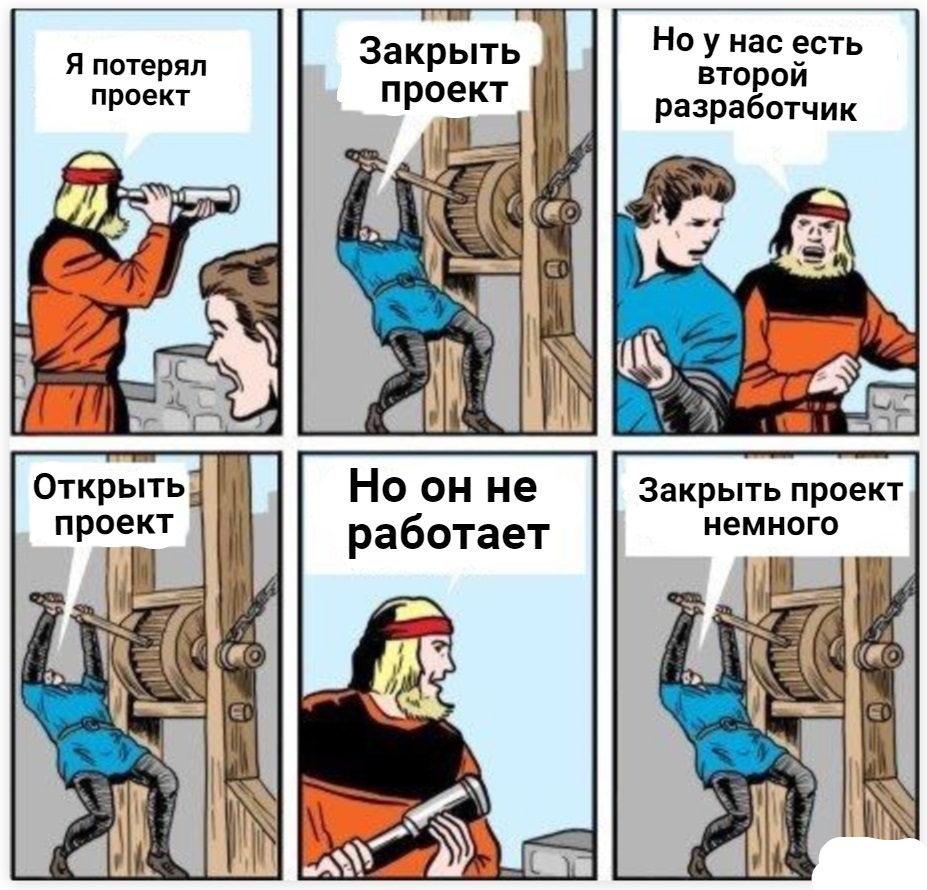 Я потерял
проект
Закрыть
проект
Но у нас есть
второй
разработчик
Открыть
проект
Но он не
работает
Закрыть проект
немного